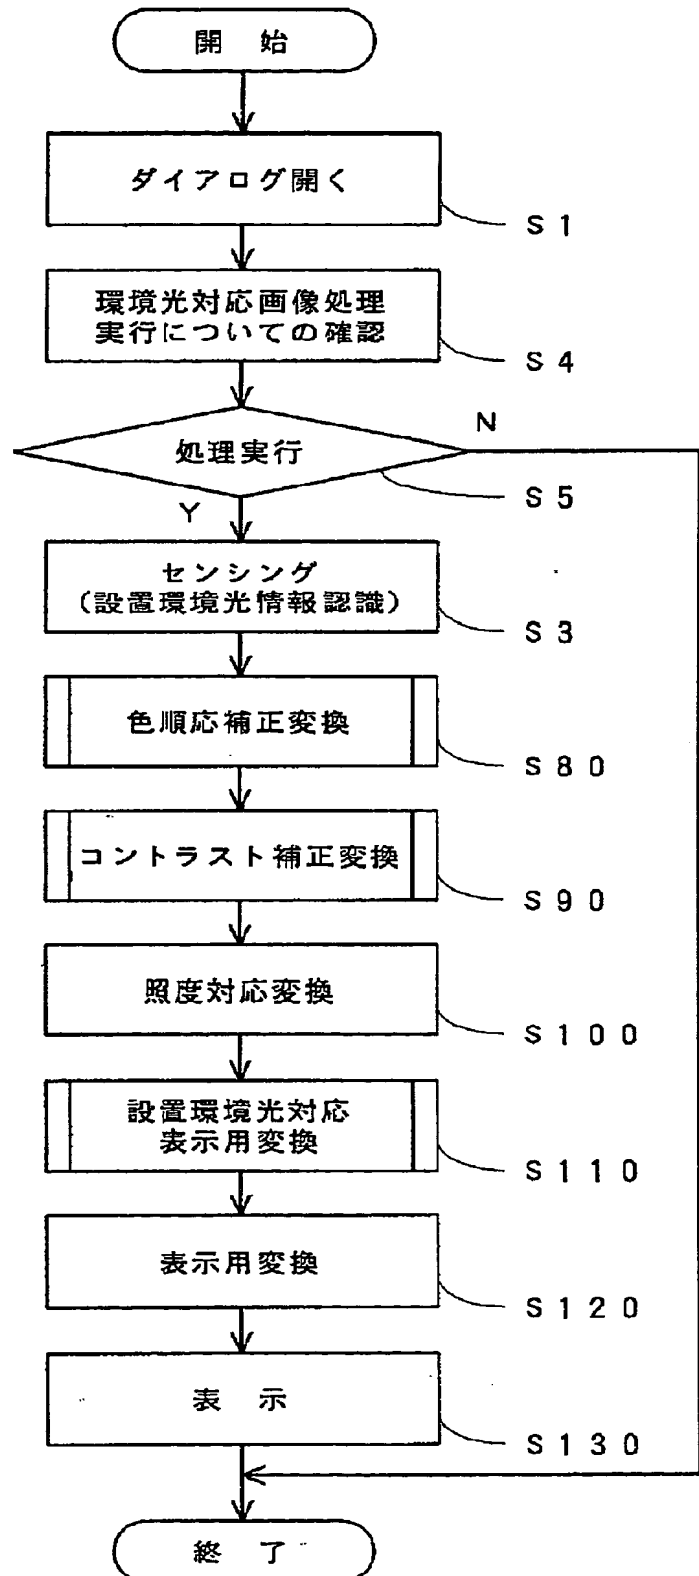 開 始
ダイアログ開く
S1
環境光対応画像処理
実行についての確認
S4
処理実行
N
S5
Y
センシング
(設置環境光情報認識)
S3
色順応補正変換
S80
コントラスト補正変換
S90
照度対応変換
S100
設置環境光対応
表示用変換
S110
表示用変換
S120
表 示
S130
終 了